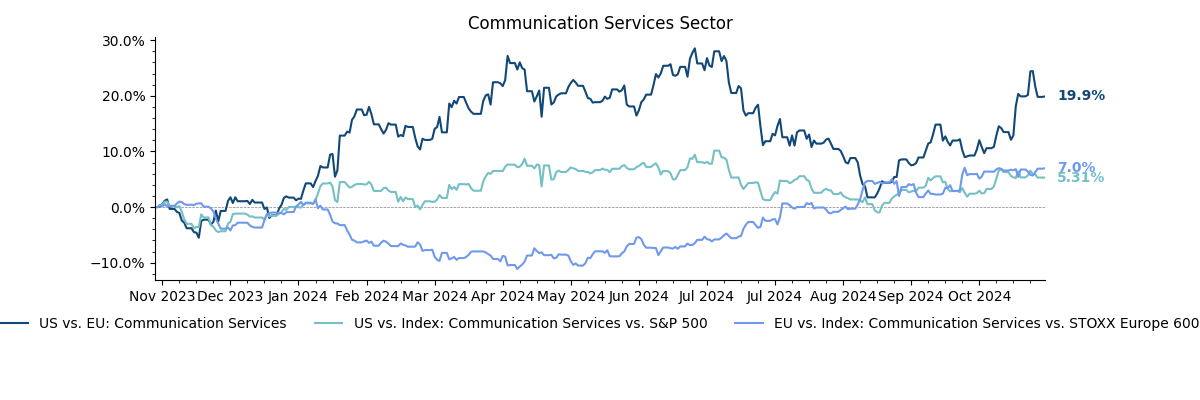 Communication Services Sector
30.0%
20.0%
10.0%
0.0%
−10.0%
19.9%
7.0%
5.31%
Nov 2023 Dec 2023 Jan 2024 Feb 2024 Mar 2024 Apr 2024 May 2024 Jun 2024 Jul 2024 Jul 2024 Aug 2024 Sep 2024 Oct 2024
US vs. EU: Communication Services US vs. Index: Communication Services vs. S&P 500 EU vs. Index: Communication Services vs. STOXX Europe 600